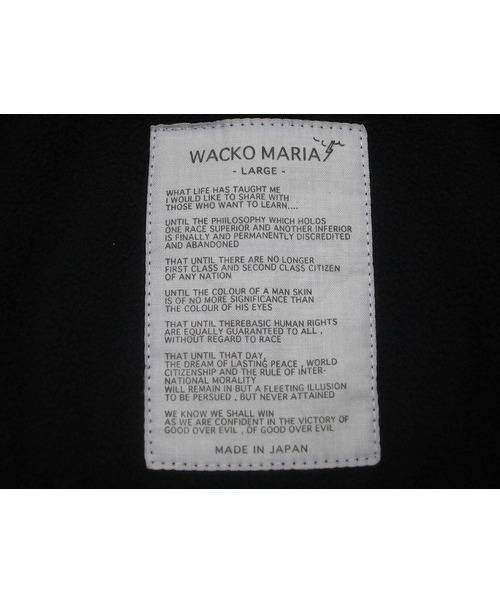 WACKO MARIA
- LARGE -
WHAT LIFE HAS TAUGHT ME
I WOULD LIKE TO SHARE WITH
THOSE WHO WANT TO LEARN....
UNTIL THE PHIILOSOPHY WHICH HOLDS
ONE RACE SUPERIOR AND ANOTHER INFERIOR
IS FINALLY AND PERMANENTLY DISCREDITED
AND ABANDONED
THAT UNTIL THERE ARE NO LONGER
FIRST CLASS AND SECOND CLASS CITIZEN
OF ANY NATION
UNTIL THE COLOUR OF A MAN SKIN
IS OF NO MORE SIGNIFICANCE THAN
THE COLOUR OF HIS EYES
THAT UNTIL THEREBASIC HUMAN RIGHTS
ARE EQUALLY GUARANTEED TO ALL ,
WITHOUT REGARD TO RACE
THAT UNTIL THAT DAY,
THE DREAM OF LASTING PEACE , WORLD
CITIZENSHIP AND THE RULE OF INTER-
NATIONAL MORALITY
WILL REMAIN IN BUT A FLEETING ILLUSION
TO BE PERSUED , BUT NEVER ATTAINED
WE KNOW WE SHALL WIN
AS WE ARE CONFIDENT IN THE VICTORY OF
GOOD OVER EVIL , OF GOOD OVER EVIL
MADE IN JAPAN